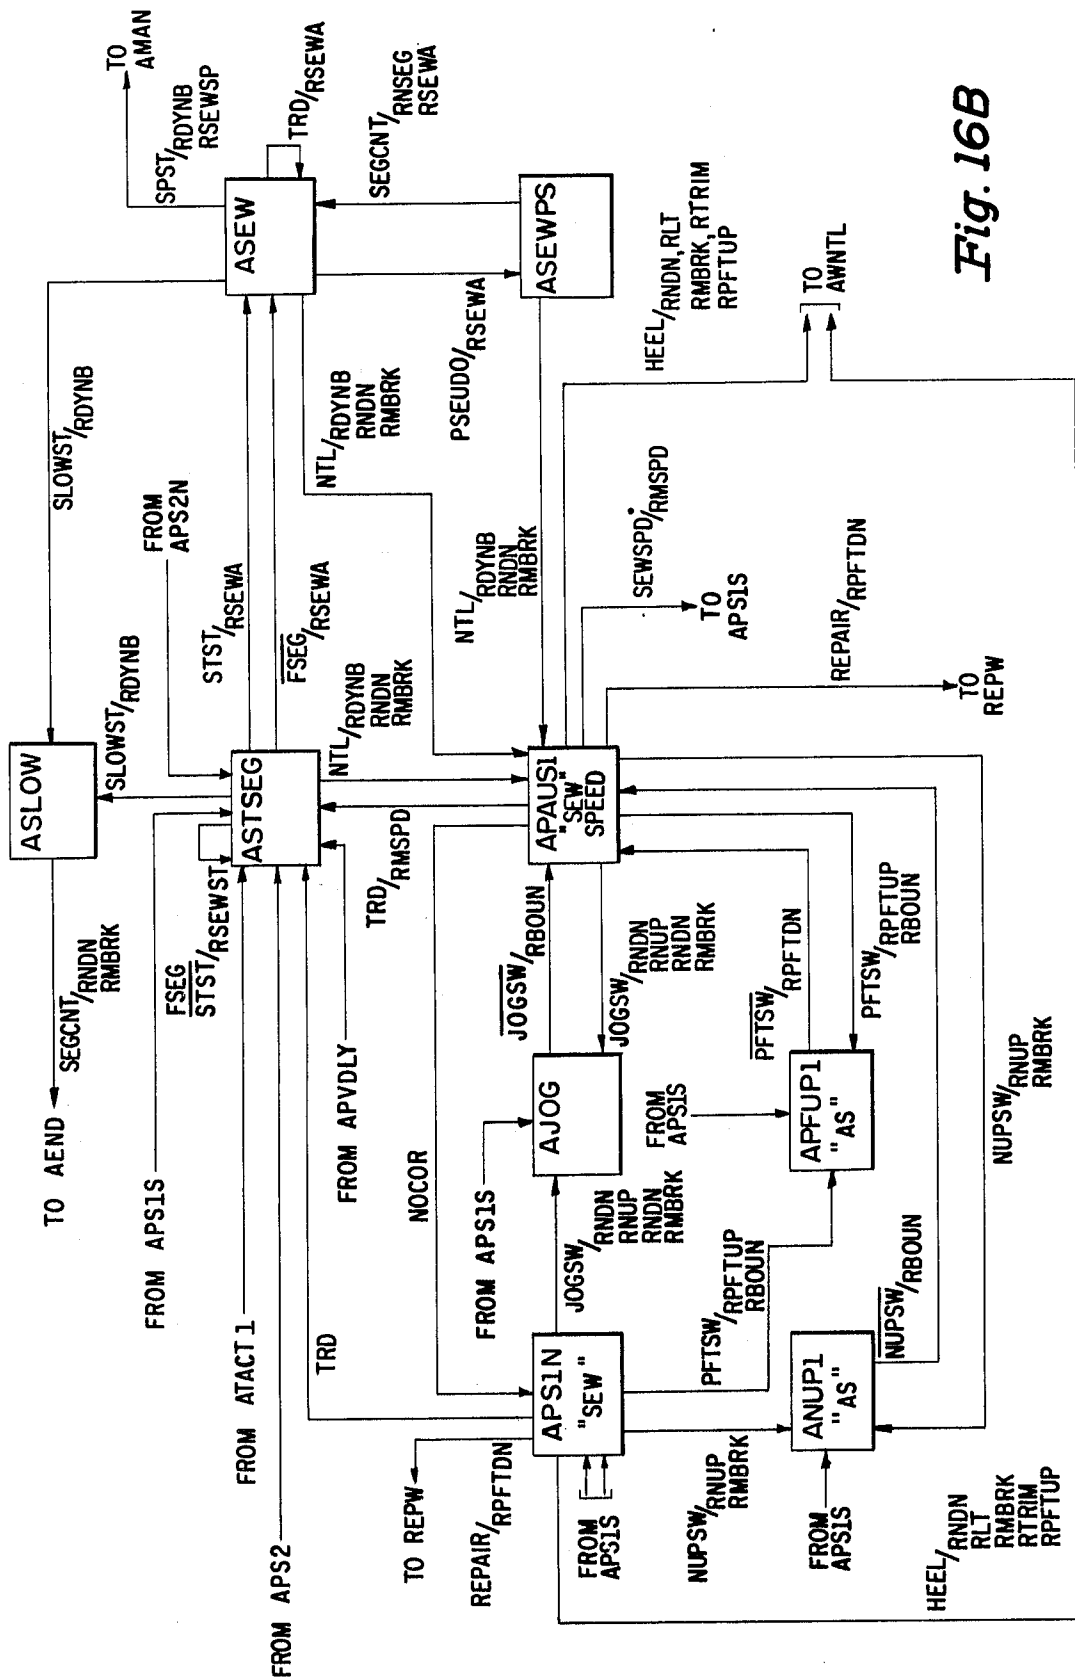 TO AEND
SEGCNT/RNDN
RMBRK
ASLOW
SLOWST/RDYNB
SLOWST/RDYNB
TO
AMAN
SPST/RDYNB
RSEWSP
FROM APS1S
FROM
APS2N
FSEG
STST/RSEWST
ASTSEG
STST/RSEWA
FSEG/RSEWA
ASEW
TRD/RSEWA
FROM ATACT1
FROM APS2
TRD
FROM APVDLY
TRD/RMSPD
NTL/RDYNB
RNDN
RMBRK
NTL/RDYNB
RNDN
RMBRK
PSEUDO/RSEWA
SEGCNT/RNSEG
RSEWA
ASEWPS
NOCOR
TO REPW
REPAIR/RPFTDN
APS1N
"SEW"
FROM
APS1S
FROM APS1S
JOGSW/RNDN
RNUP
RNDN
RMBRK
AJOG
JOGSW/RBOUN
JOGSW/RNDN
RNUP
RNDN
RMBRK
APAUS1
"SEW"
SPEED
NTL/RDYNB
RNDN
RMBRK
HEEL/RNDN,RLT
RMBRK,RTRIM
RPFTUP
TO
AWNTL
SEWSPD/RMSPD
TO
APS1S
REPAIR/RPFTDN
TO
REPW
FROM
APS1S
PFTSW/RPFTUP
RBOUN
APFUP1
"AS"
PFTSW/RPFTDN
PFTSW/RPFTUP
RBOUN
NUPSW/RNUP
RMBRK
FROM
APS1S
ANUP1
"AS"
NUPSW/RBOUN
NUPSW/RNUP
RMBRK
HEEL/RNDN
RLT
RMBRK
RTRIM
RPFTUP
Fig. 16B